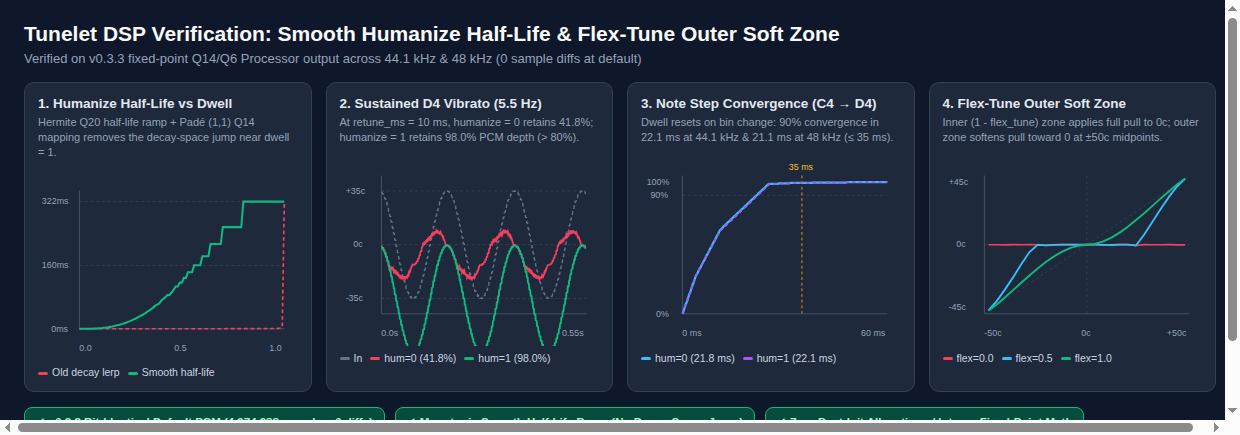 Tunelet DSP Verification: Smooth Humanize Half-Life & Flex-Tune Outer Soft Zone
Verified on v0.3.3 fixed-point Q14/Q6 Processor output across 44.1 kHz & 48 kHz (0 sample diffs at default)
1. Humanize Half-Life vs Dwell
Hermite Q20 half-life ramp + Padé (1,1) Q14
mapping removes the decay-space jump near dwell
= 1.
322ms
160ms
0ms
0.0 0.5 1.0
Old decay lerp Smooth half-life
2. Sustained D4 Vibrato (5.5 Hz)
At retune_ms = 10 ms, humanize = 0 retains 41.8%;
humanize = 1 retains 98.0% PCM depth (> 80%).
+35c
0c
-35c
0.0s 0.55s
In hum=0 (41.8%) hum=1 (98.0%)
3. Note Step Convergence (C4 → D4)
Dwell resets on bin change: 90% convergence in
22.1 ms at 44.1 kHz & 21.1 ms at 48 kHz (≤ 35 ms).
35 ms
100%
90%
0%
0 ms 60 ms
hum=0 (21.8 ms) hum=1 (22.1 ms)
4. Flex-Tune Outer Soft Zone
Inner (1 - flex_tune) zone applies full pull to 0c; outer
zone softens pull toward 0 at ±50c midpoints.
+45c
0c
-45c
-50c 0c +50c
flex=0.0 flex=0.5 flex=1.0